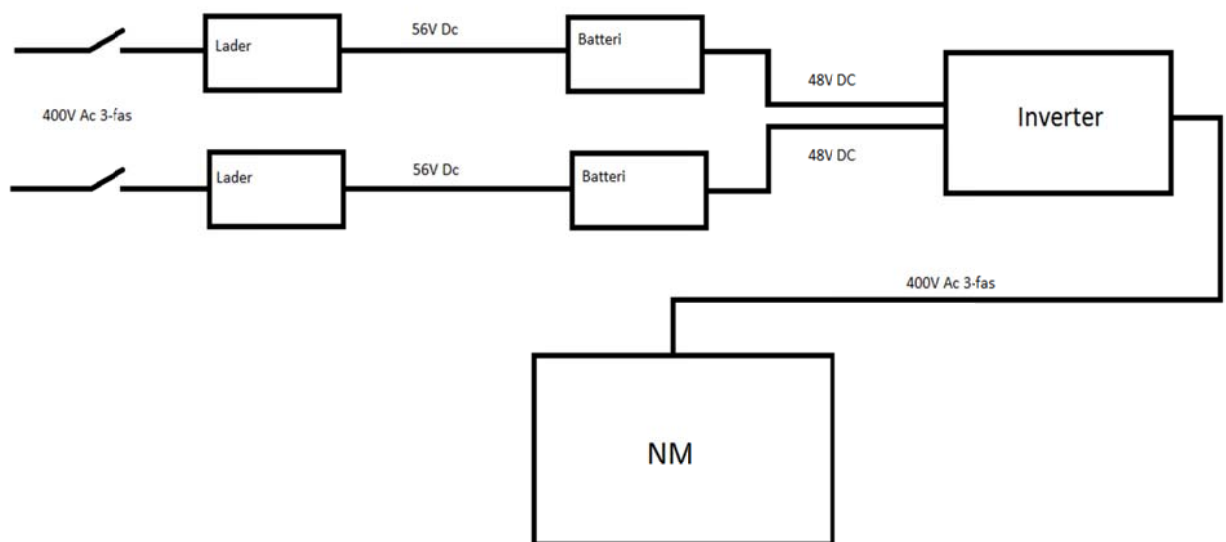 56V Dc
Lader
Batteri
48V DC
400V Ac 3-fas
Inverter
56V Dc
Lader
Batteri
48V DC
400V Ac 3-fas
NM